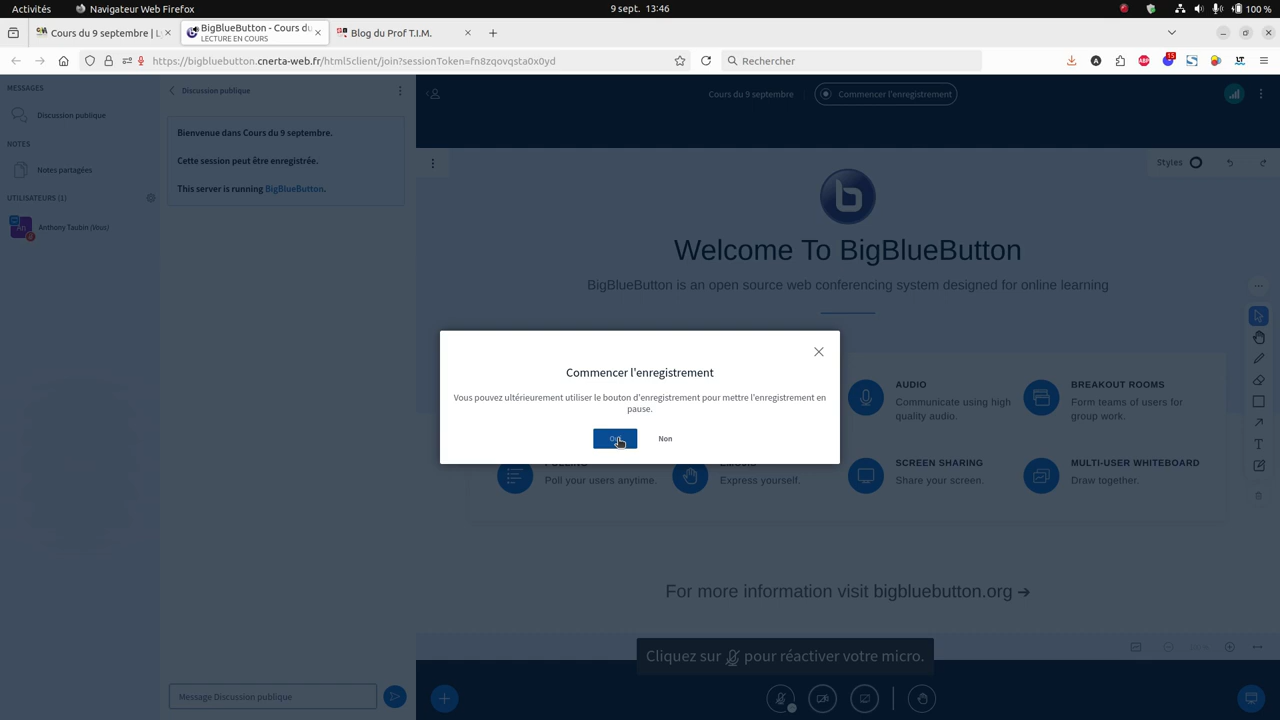 Activités
Navigateur Web Firefox
9 sept. 13:46
100 %
Cours du 9 septembre | L
BigBlueButton - Cours du
LECTURE EN COURS
Blog du Prof T.I.M.
https://bigbluebutton.cnerta-web.fr/html5client/join?sessionToken=fn8zqovqsta0x0yd
Rechercher
15
ABP
MESSAGES
Discussion publique
NOTES
Notes partagées
UTILISATEURS (1)
An
Anthony Taubin (Vous)
Discussion publique
Bienvenue dans Cours du 9 septembre.
Cette session peut être enregistrée.
This server is running BigBlueButton.
Message Discussion publique
Cours du 9 septembre
Commencer l'enregistrement
Styles
Welcome To BigBlueButton
BigBlueButton is an open source web conferencing system designed for online learning
Commencer l'enregistrement
Vous pouvez ultérieurement utiliser le bouton d'enregistrement pour mettre l'enregistrement en
pause.
Oui
Non
AUDIO
Communicate using high
quality audio.
BREAKOUT ROOMS
Form teams of users for
group work.
Poll your users anytime.
Express yourself.
SCREEN SHARING
Share your screen.
MULTI-USER WHITEBOARD
Draw together.
For more information visit bigbluebutton.org ➔
Cliquez sur pour réactiver votre micro.